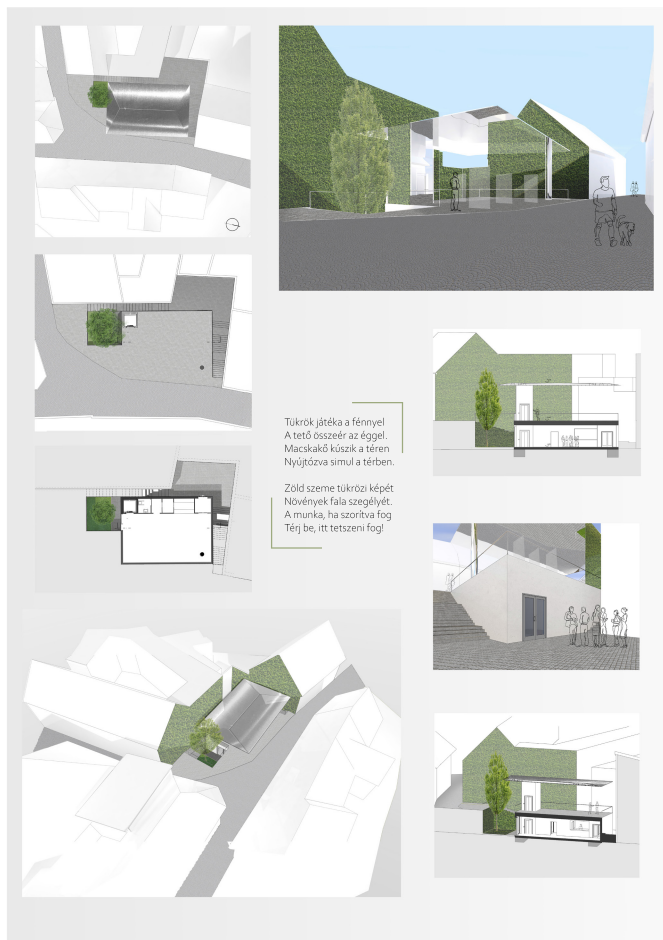 Tükrök játéka a fénnyel
A tető összeér az éggel.
Macskakő kúszik a téren
Nyújtózva simul a térben.
Zöld szeme tükrözi képét
Növények fala szegélyét.
A munka, ha szorítva fog
Térj be, itt tetszeni fog!